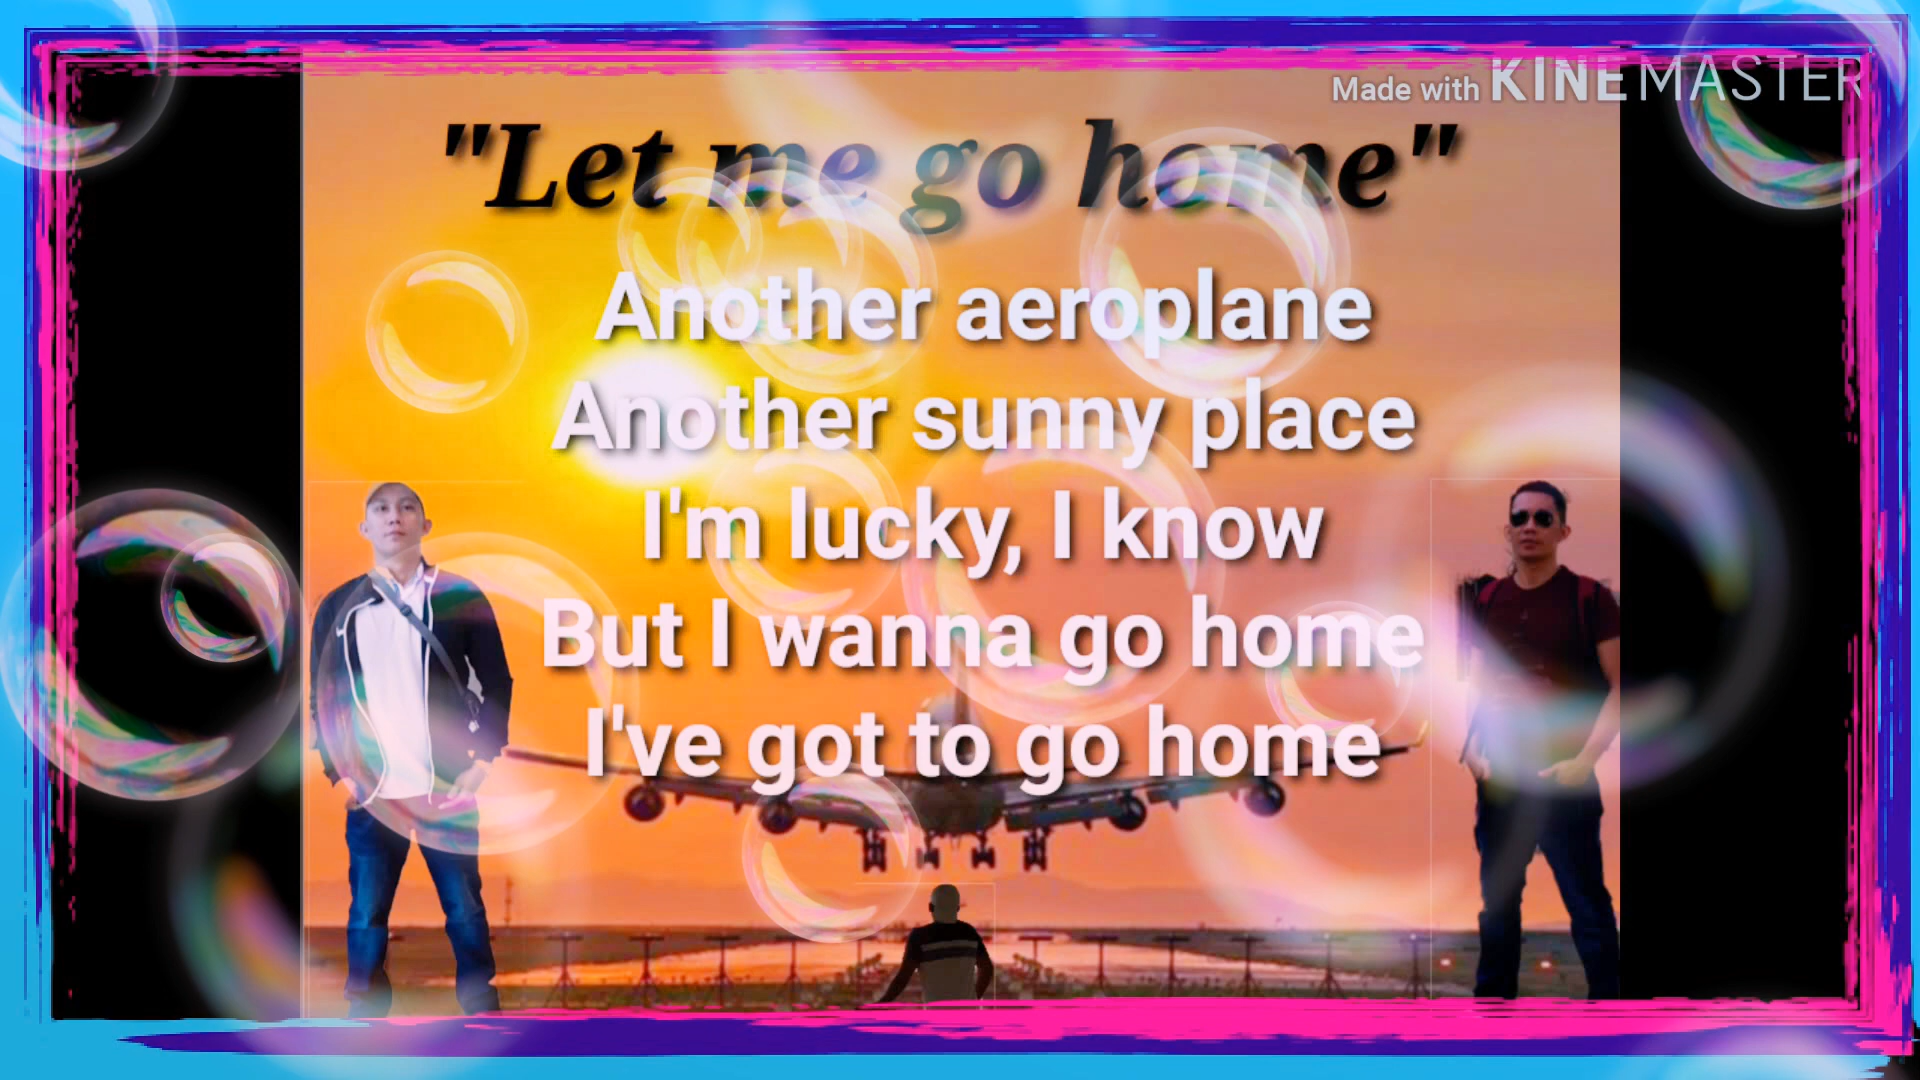 Made with KINEMASTER
"Let me go home"
Another aeroplane
Another sunny place
I'm lucky, I know
But I wanna go home
I've got to go home